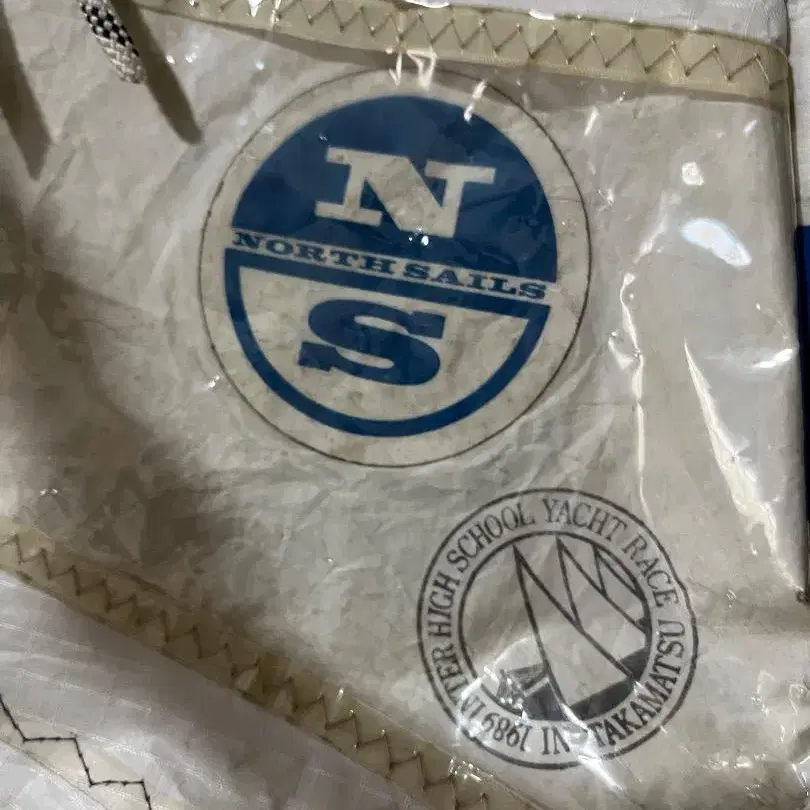 N
NORTH SAILS
S
INTER HIGH SCHOOL YACHT RACE
1989 IN TAKAMATSU